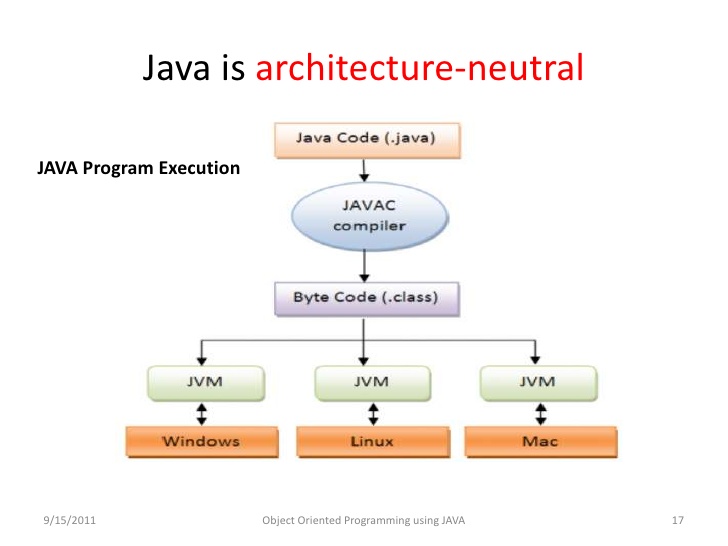 Java is architecture-neutral
JAVA Program Execution
Java Code (.java)
JAVAC
compiler
Byte Code (.class)
JVM JVM JVM
Windows Linux Mac
9/15/2011 Object Oriented Programming using JAVA 17